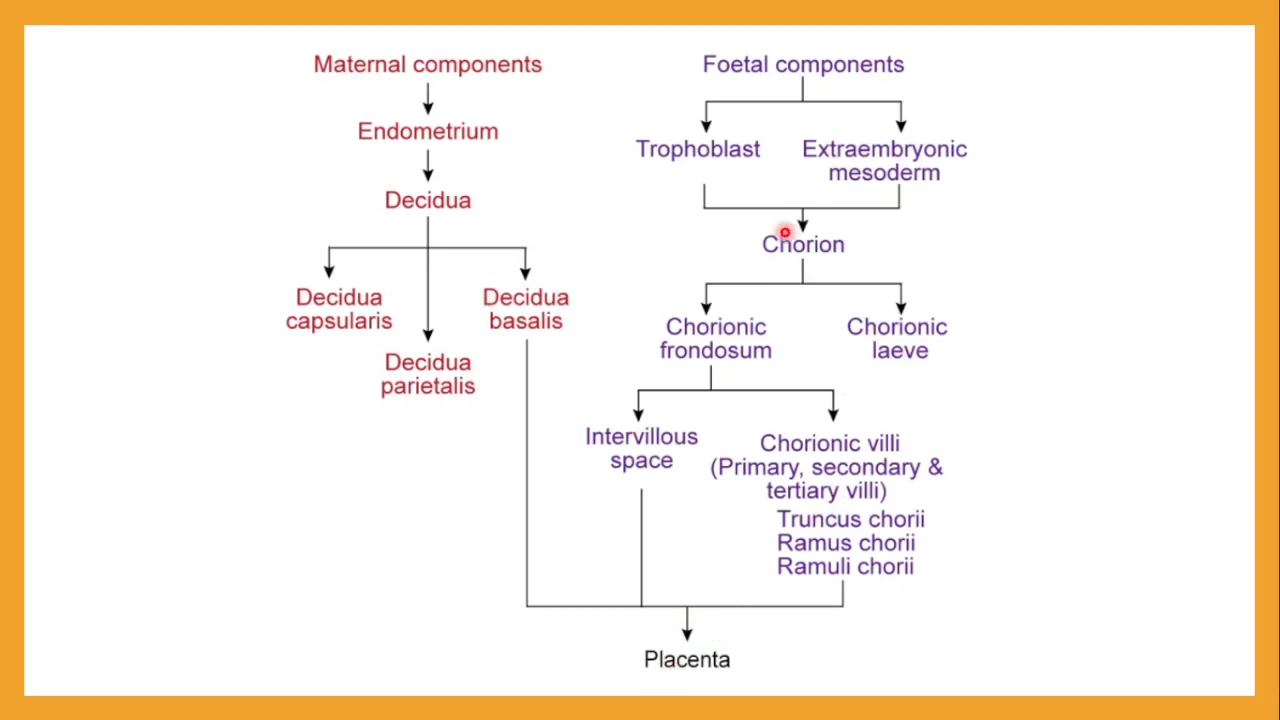 Maternal components
Endometrium
Decidua
Decidua
capsularis
Decidua
parietalis
Decidua
basalis
Foetal components
Trophoblast
Extraembryonic
mesoderm
Chorion
Chorionic
frondosum
Chorionic
laeve
Intervillous
space
Chorionic villi
(Primary, secondary &
tertiary villi)
Truncus chorii
Ramus chorii
Ramuli chorii
Placenta